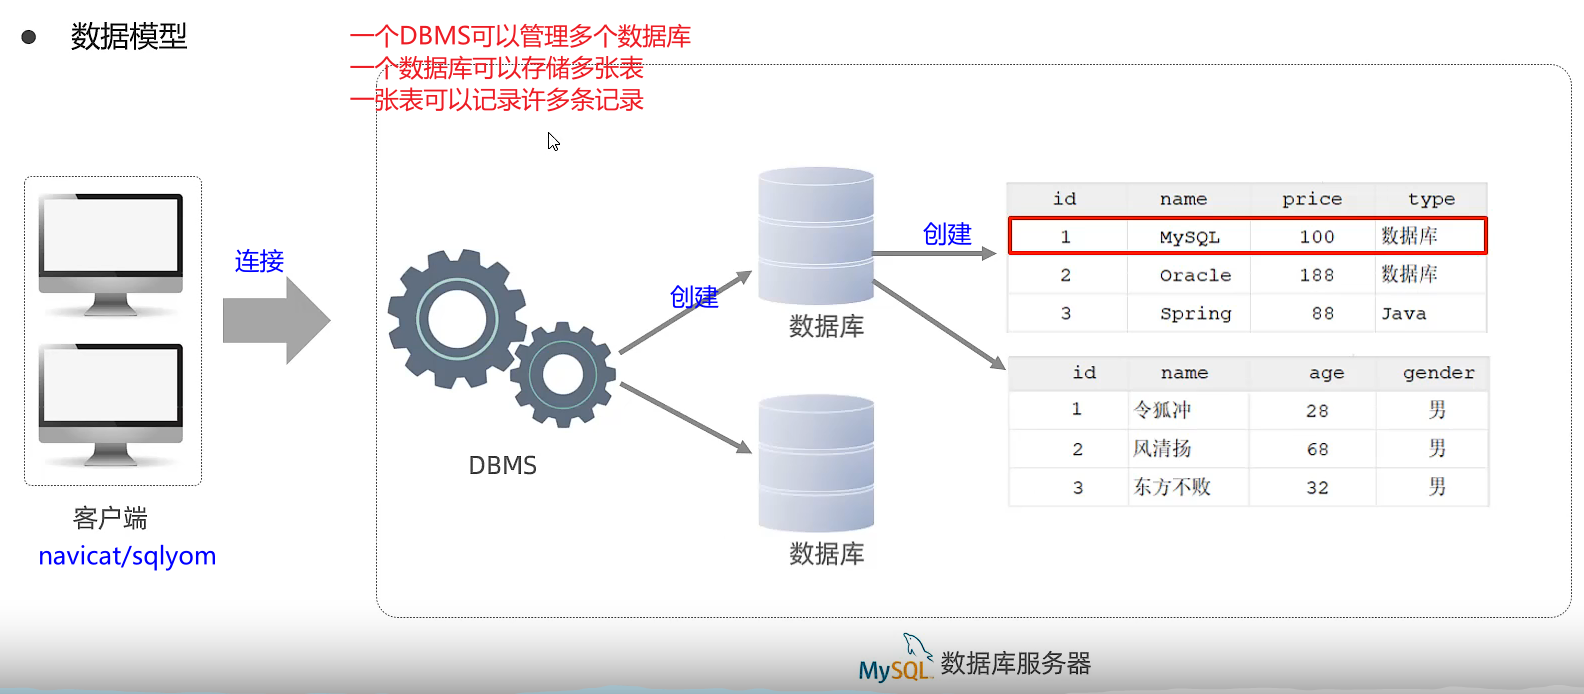 数据模型
一个DBMS可以管理多个数据库
一个数据库可以存储多张表
一张表可以记录许多条记录
连接
客户端
navicat/sqlyom
DBMS
创建
数据库
数据库
创建
id name price type
1 MySQL 100 数据库
2 Oracle 188 数据库
3 Spring 88 Java
id name age gender
1 令狐冲 28 男
2 风清扬 68 男
3 东方不败 32 男
MySQL 数据库服务器